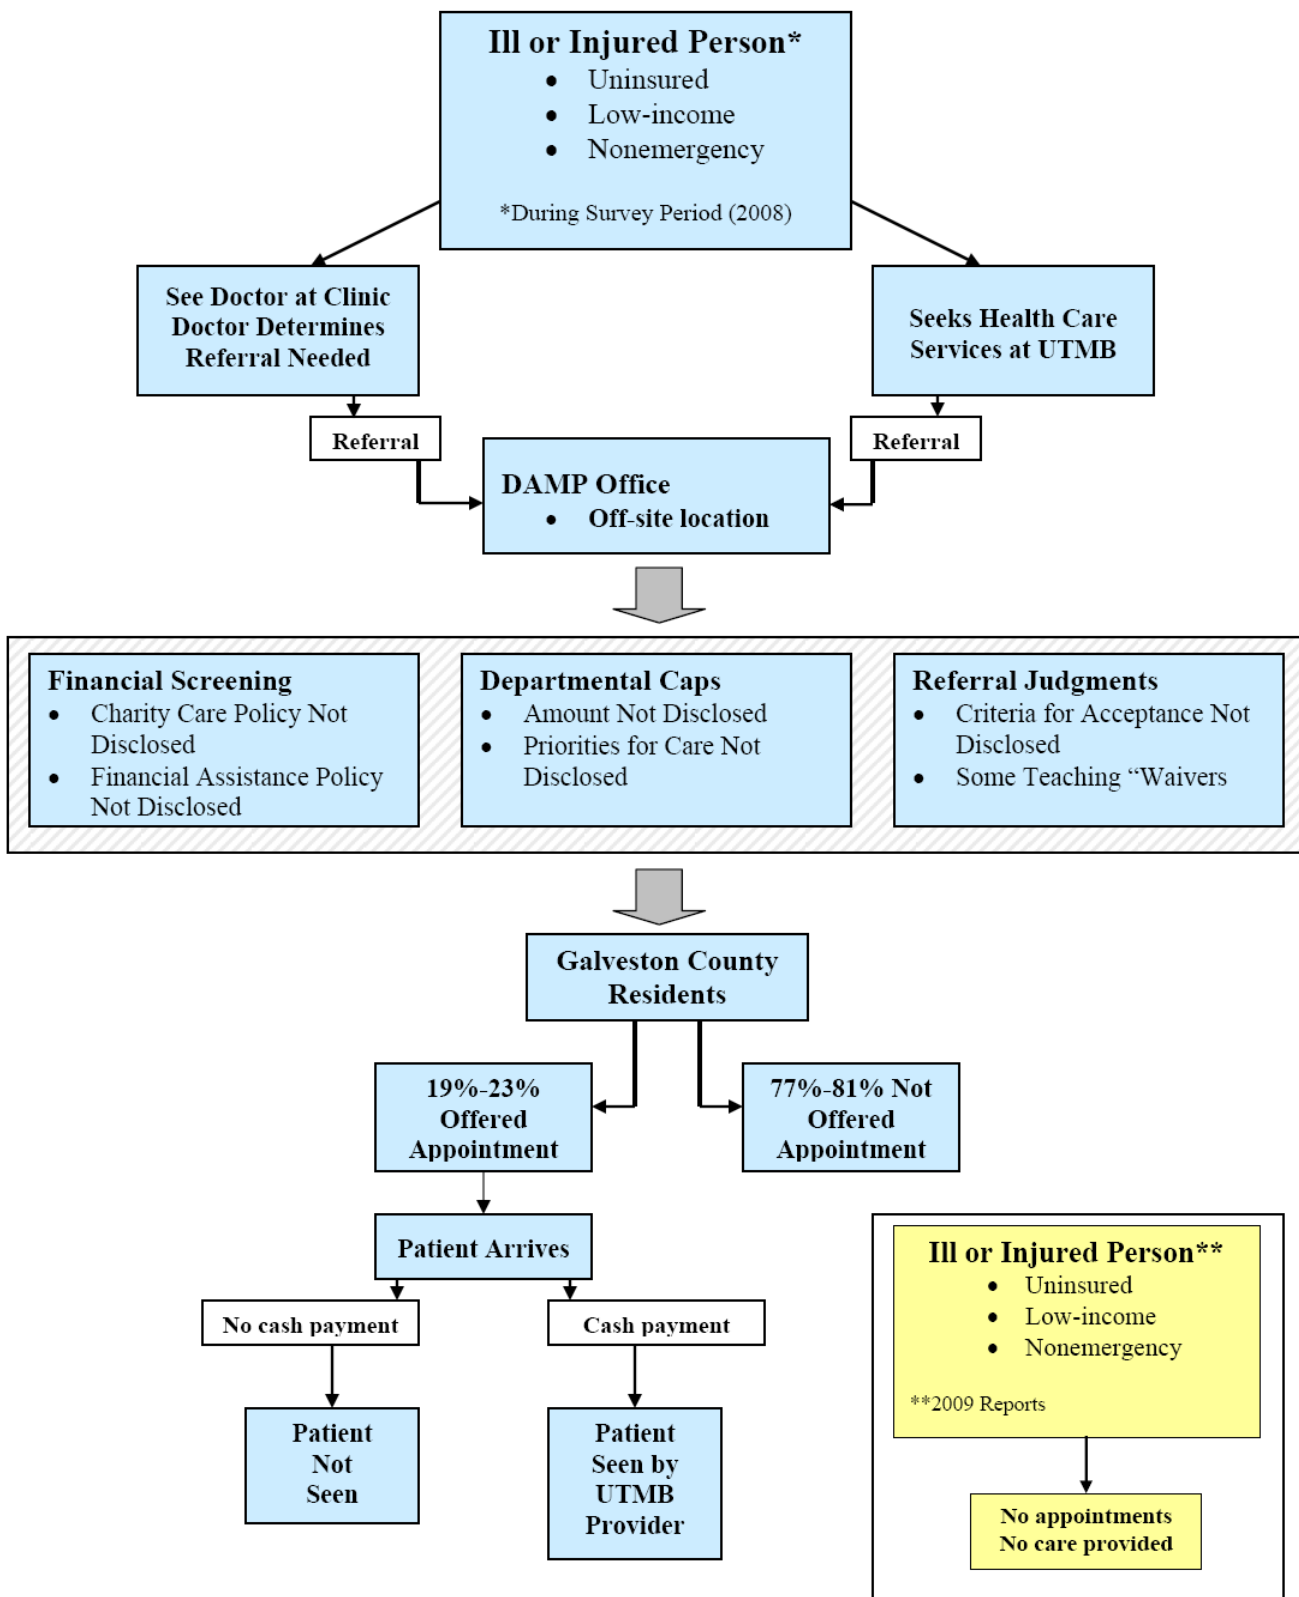 Ill or Injured Person*
• Uninsured
• Low-income
• Nonemergency
*During Survey Period (2008)
See Doctor at Clinic
Doctor Determines
Referral Needed
Seeks Health Care
Services at UTMB
Referral
Referral
DAMP Office
• Off-site location
Financial Screening
• Charity Care Policy Not
Disclosed
• Financial Assistance Policy
Not Disclosed
Departmental Caps
• Amount Not Disclosed
• Priorities for Care Not
Disclosed
Referral Judgments
• Criteria for Acceptance Not
Disclosed
• Some Teaching “Waivers
Galveston County
Residents
19%-23%
Offered
Appointment
77%-81% Not
Offered
Appointment
Patient Arrives
No cash payment
Cash payment
Patient
Not
Seen
Patient
Seen by
UTMB
Provider
Ill or Injured Person**
• Uninsured
• Low-income
• Nonemergency
**2009 Reports
No appointments
No care provided